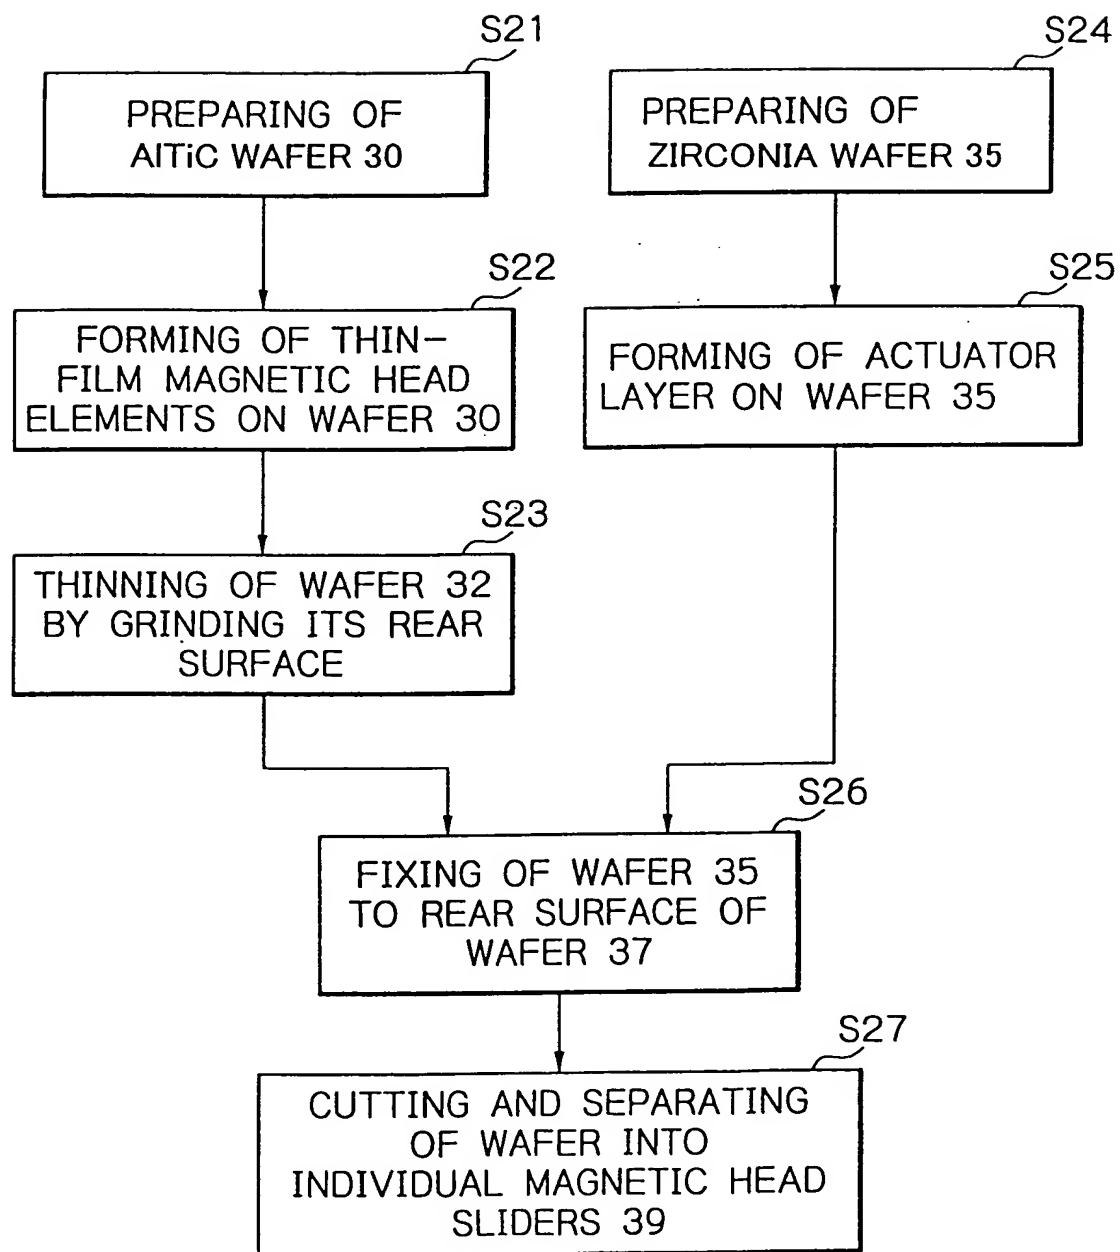 S21
PREPARING OF
AlTiC WAFER 30
S24
PREPARING OF
ZIRCONIA WAFER 35
S22
FORMING OF THIN-
FILM MAGNETIC HEAD
ELEMENTS ON WAFER 30
S25
FORMING OF ACTUATOR
LAYER ON WAFER 35
S23
THINNING OF WAFER 32
BY GRINDING ITS REAR
SURFACE
S26
FIXING OF WAFER 35
TO REAR SURFACE OF
WAFER 37
S27
CUTTING AND SEPARATING
OF WAFER INTO
INDIVIDUAL MAGNETIC HEAD
SLIDERS 39